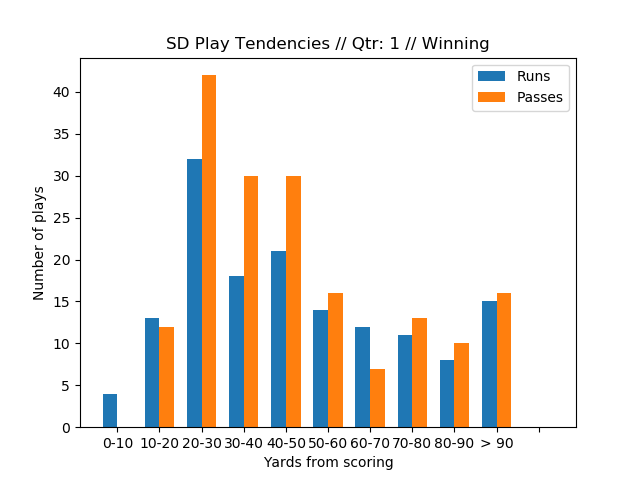 SD Play Tendencies // Qtr: 1 // Winning
Runs
Passes
Number of plays
40
35
30
25
20
15
10
5
0
0-10 10-20 20-30 30-40 40-50 50-60 60-70 70-80 80-90 > 90
Yards from scoring